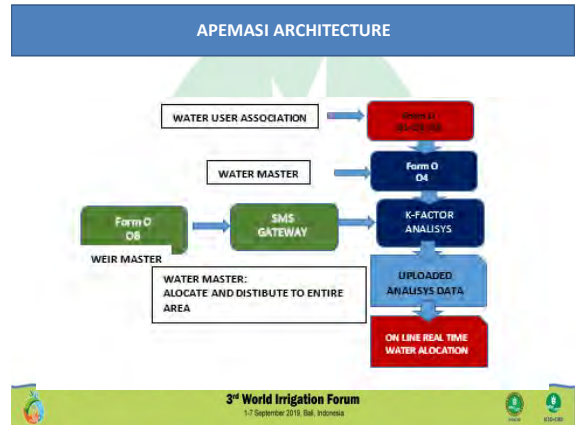 APEMASI ARCHITECTURE
WATER USER ASSOCIATION
WATER MASTER
Form O
O4
Form O
O6
SMS
GATEWAY
K-FACTOR
ANALISYS
WEIR MASTER
WATER MASTER:
ALOCATE AND DISTIBUTE TO ENTIRE
AREA
UPLOADED
ANALISYS DATA
ON LINE REAL TIME
WATER ALOCATION
3rd World Irrigation Forum
1-7 September 2019, Bali, Indonesia